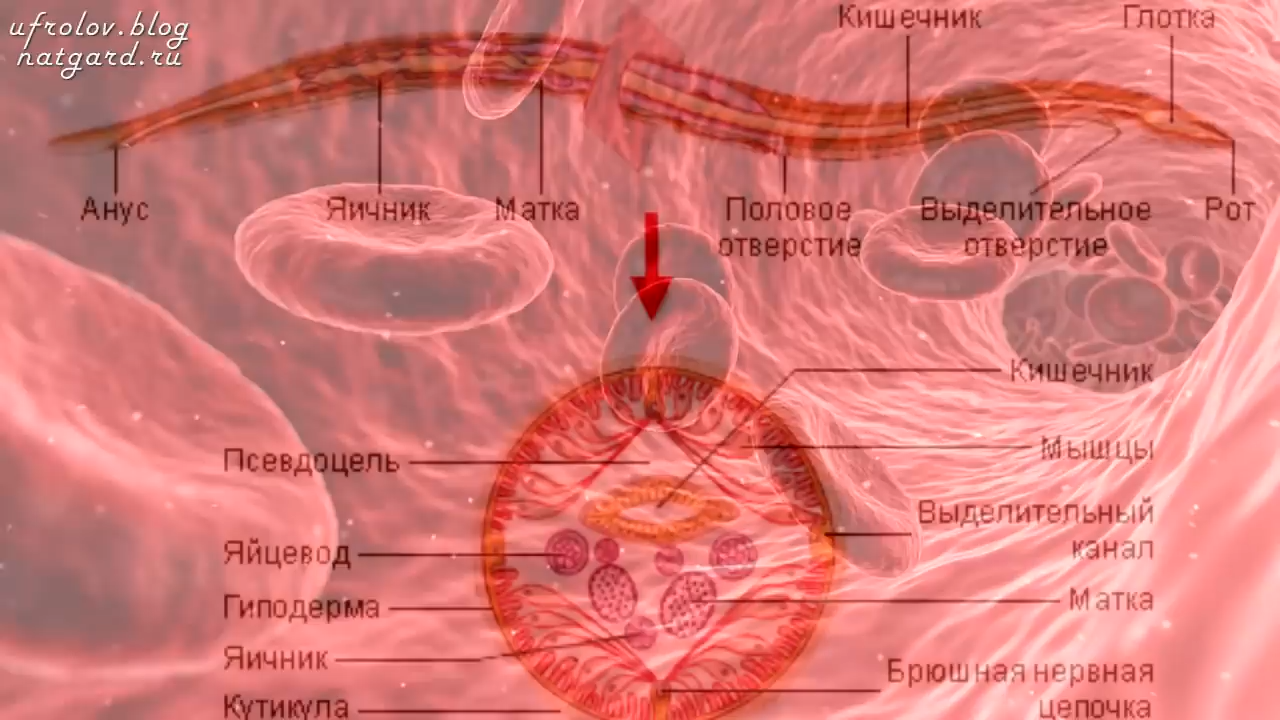 ufrolov.blog
natgard.ru
Кишечник
Глотка
Анус
Яичник
Матка
Половое
отверстие
Выделительное
отверстие
Рот
Кишечник
Мышцы
Псевдоцель
Выделительный
канал
Яйцевод
Матка
Гиподерма
Яичник
Брюшная нервная
цепочка
Кутикула